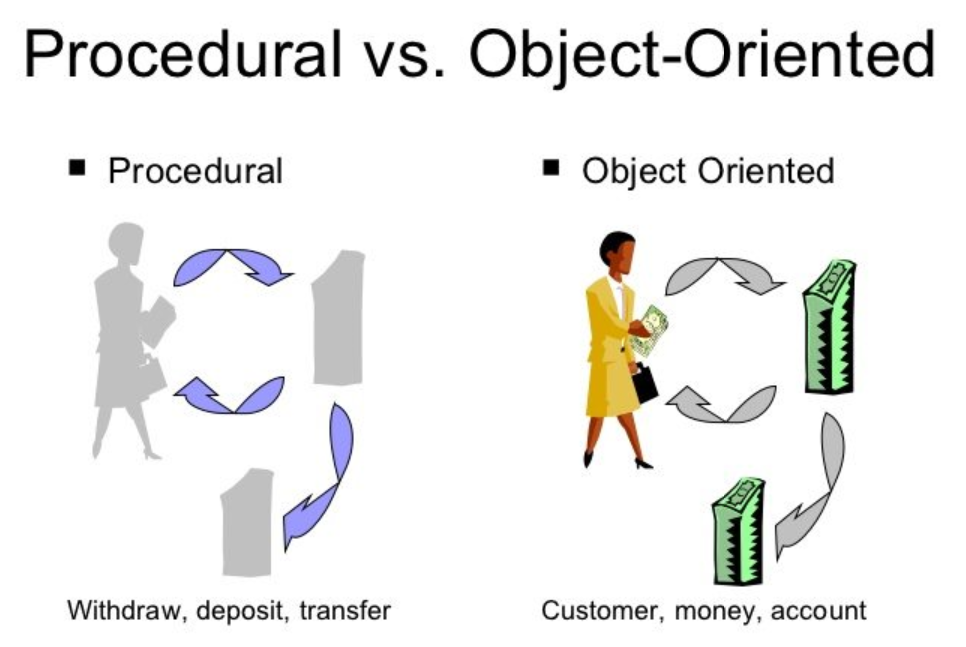 Procedural vs. Object-Oriented
Procedural
Object Oriented
Withdraw, deposit, transfer
Customer, money, account